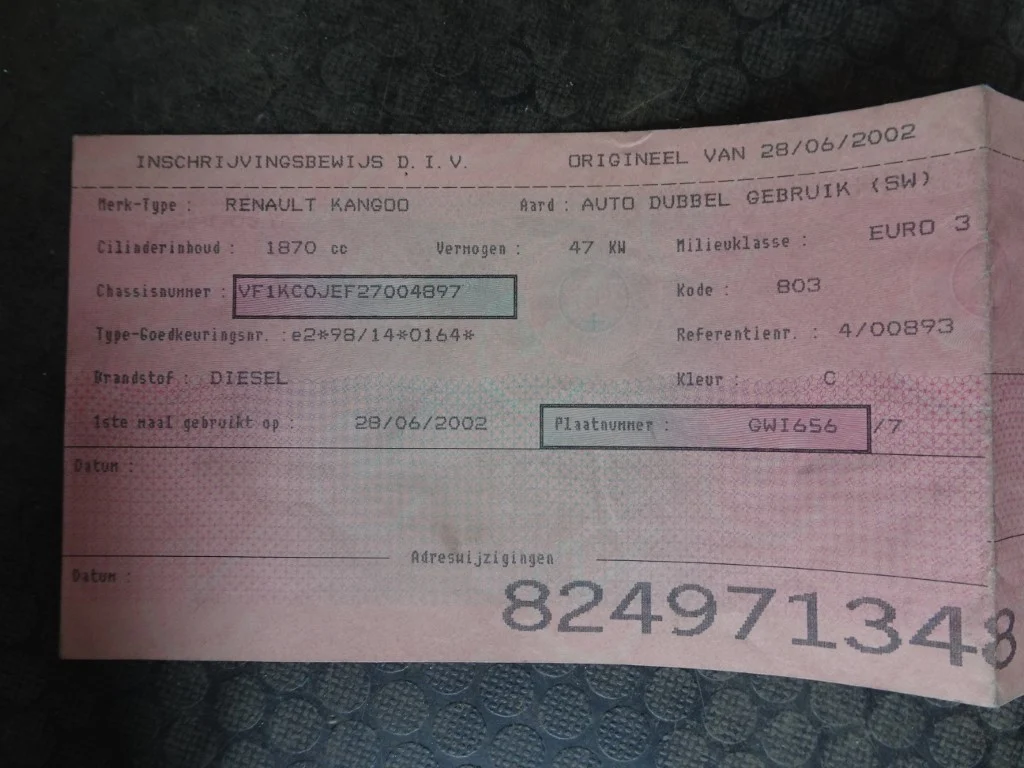 INSCHRIJVINGSBEWIJS D.I.V. ORIGINEEL VAN 28/06/2002
Merk-Type : RENAULT KANGOO Aard : AUTO DUBBEL GEBRUIK (SW)
Cilinderinhoud : 1870 cc Vermogen : 47 KW Milieuklasse : EURO 3
Chassisnummer : VF1KC0JEF27004897 Kode : 803
Type-Goedkeuringsnr. : e2*98/14*0164* Referentienr. : 4/00893
Brandstof : DIESEL Kleur : C
1ste maal gebruikt op : 28/06/2002 Plaatnummer : GWI656 /7
Datum :
Adreswijzigingen
Datum :
824971348